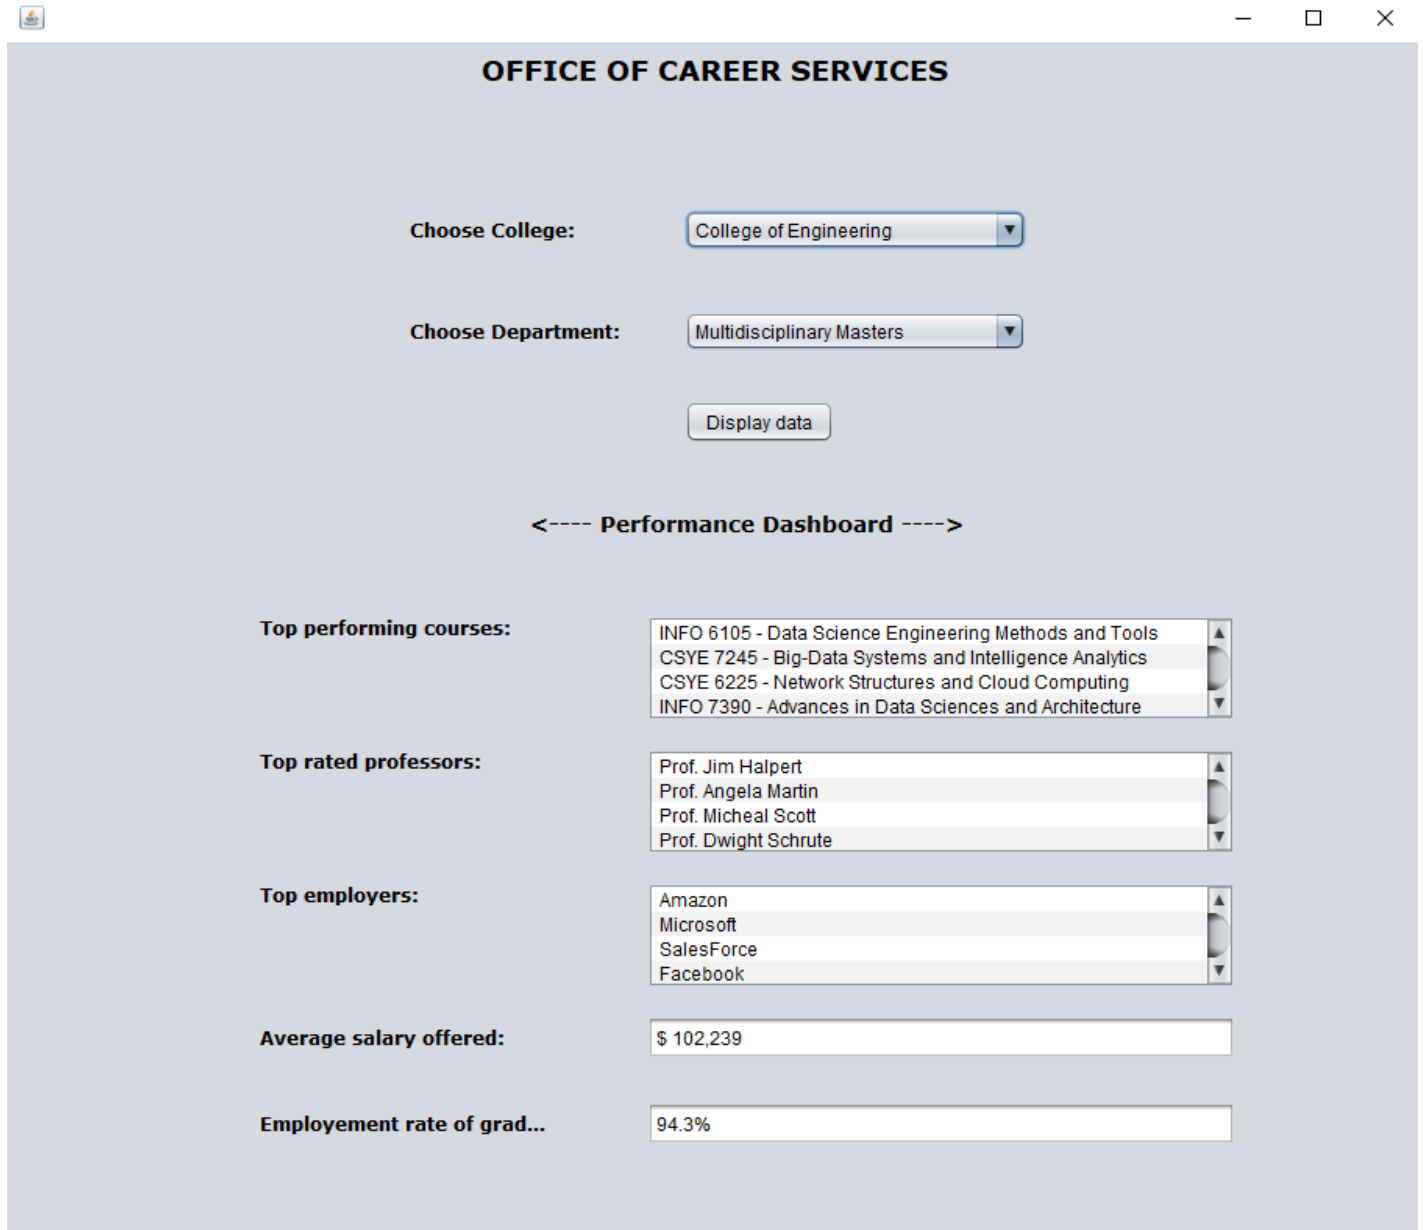 OFFICE OF CAREER SERVICES
Choose College: College of Engineering
Choose Department: Multidisciplinary Masters
Display data
<---- Performance Dashboard ---->
Top performing courses:
INFO 6105 - Data Science Engineering Methods and Tools
CSYE 7245 - Big-Data Systems and Intelligence Analytics
CSYE 6225 - Network Structures and Cloud Computing
INFO 7390 - Advances in Data Sciences and Architecture
Top rated professors:
Prof. Jim Halpert
Prof. Angela Martin
Prof. Micheal Scott
Prof. Dwight Schrute
Top employers:
Amazon
Microsoft
SalesForce
Facebook
Average salary offered: $ 102,239
Employement rate of grad... 94.3%